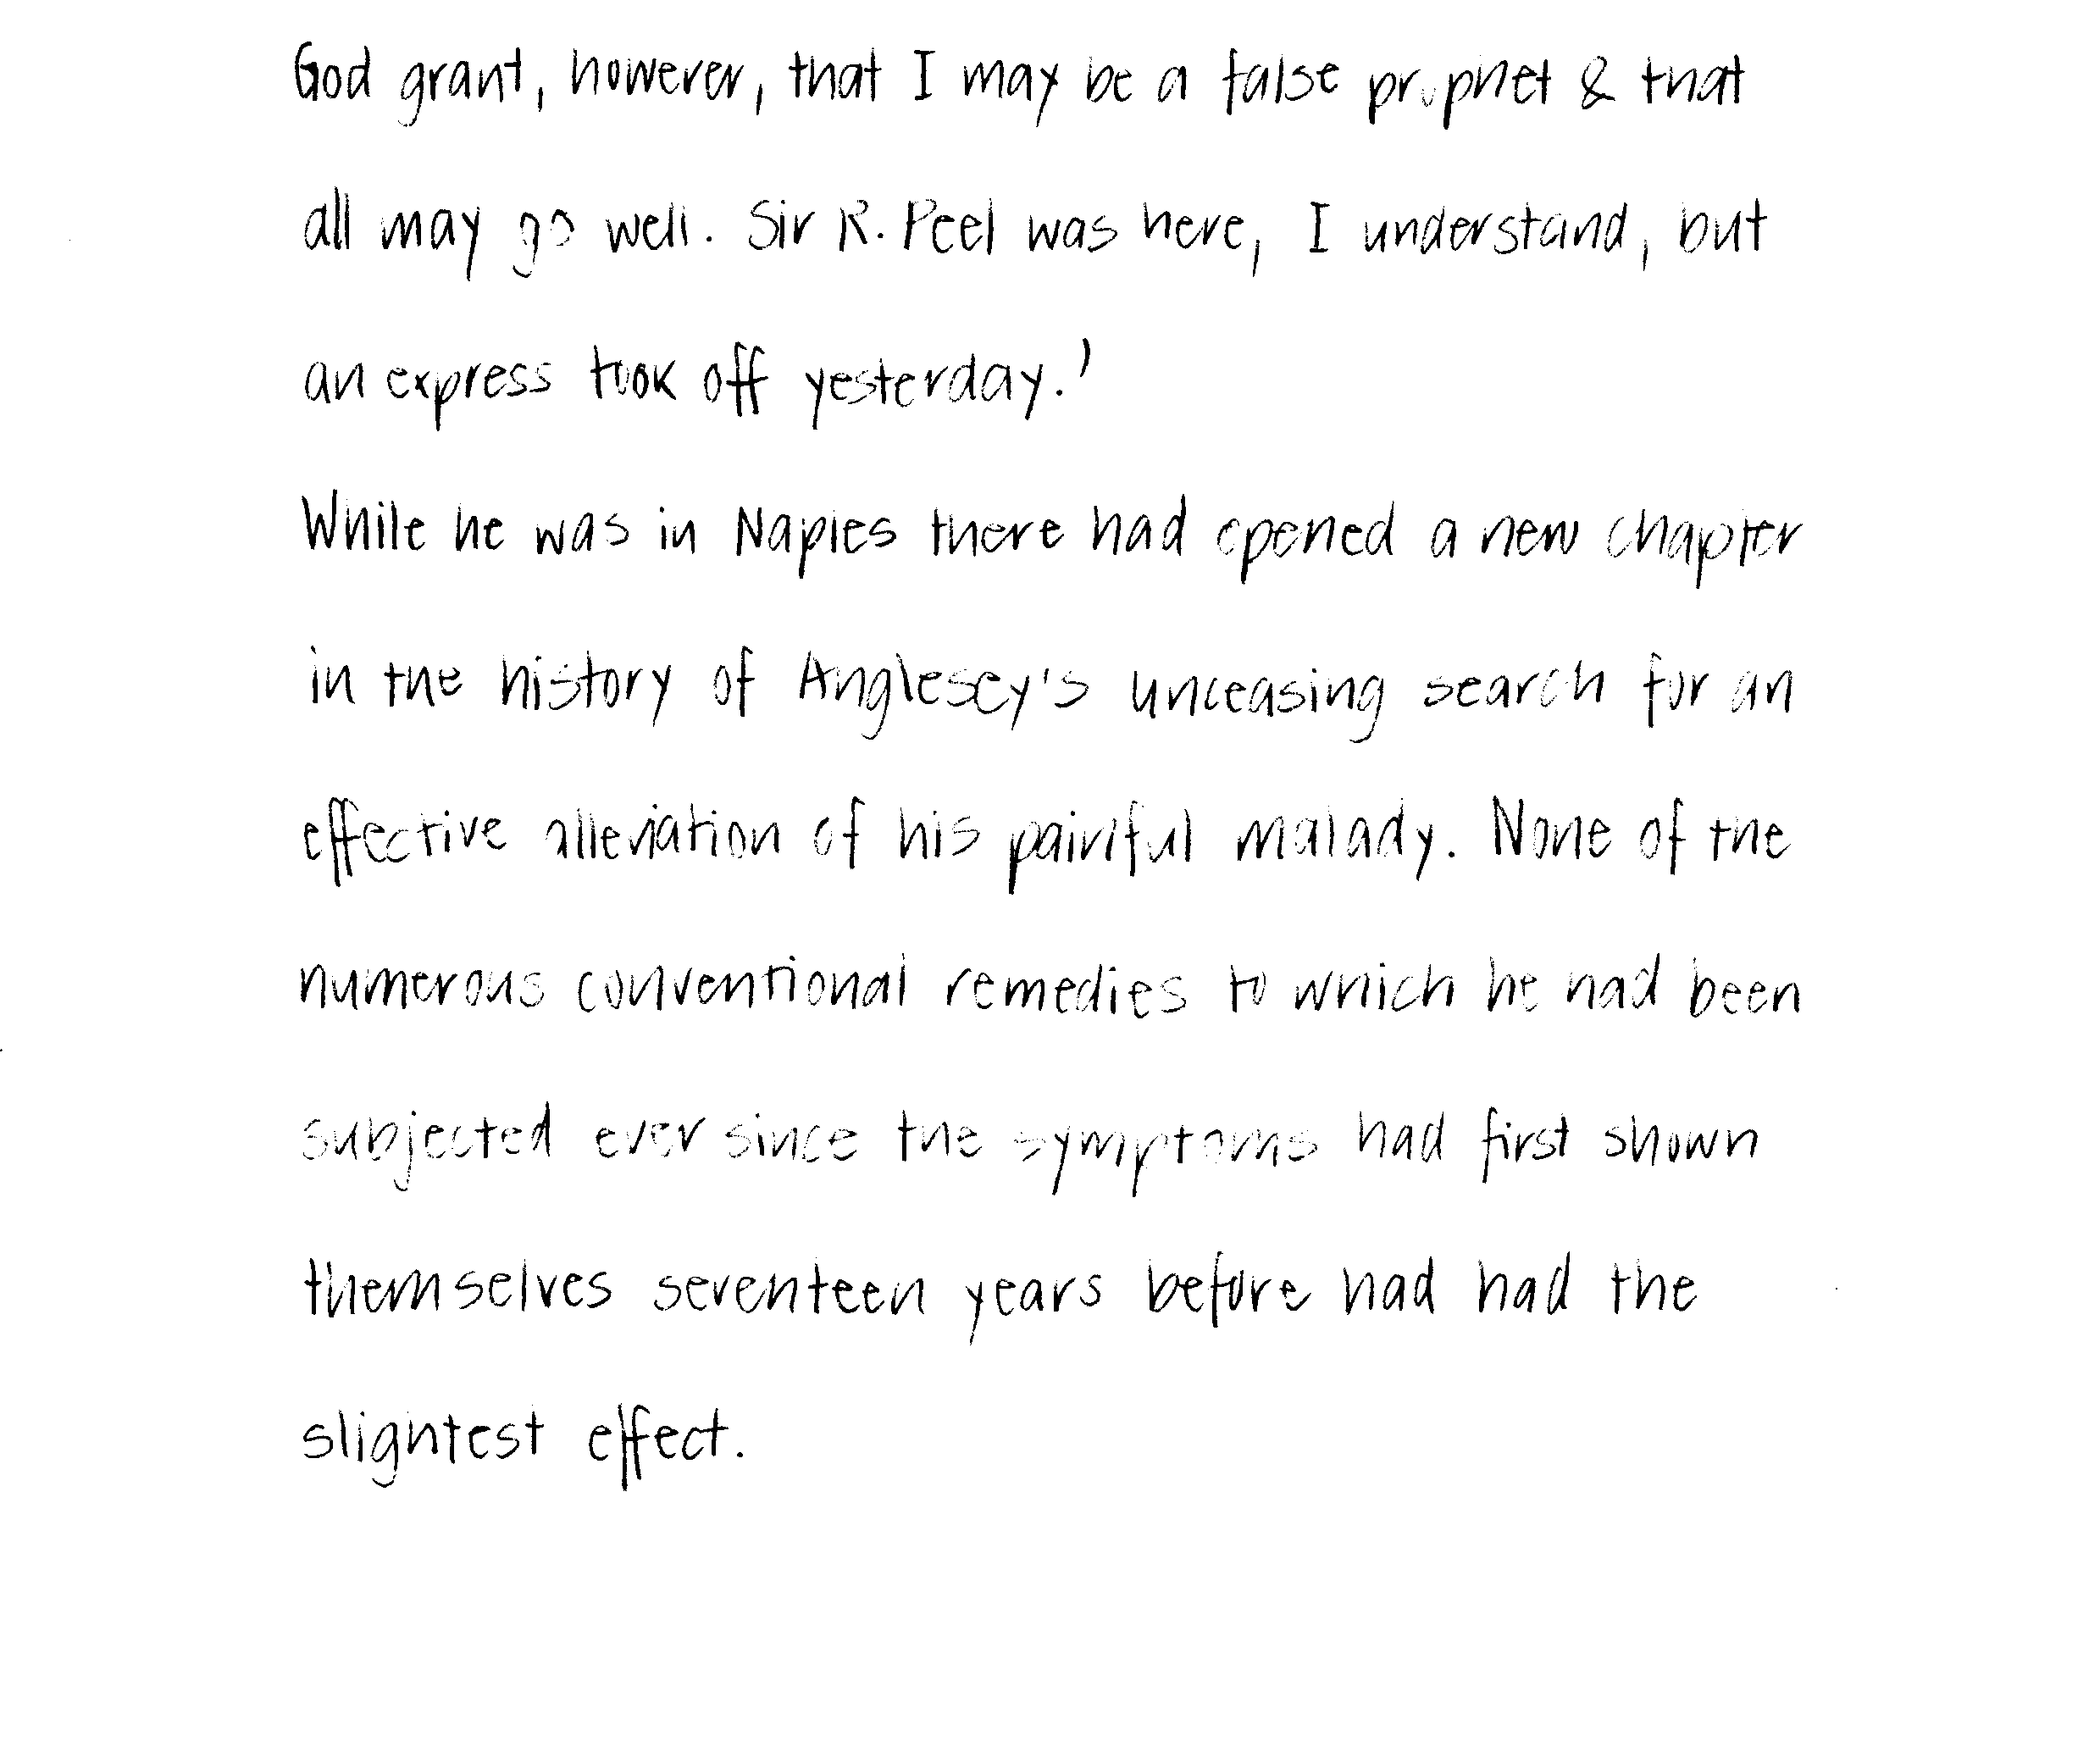 God grant, however, that I may be a false prophet & that
all may go well. Sir R. Peel was here, I understand, but
an express took off yesterday.'
While he was in Naples there had opened a new chapter
in the history of Anglesey's unceasing search for an
effective alleviation of his painful malady. None of the
numerous conventional remedies to which he had been
subjected ever since the symptoms had first shown
themselves seventeen years before had had the
slightest effect.